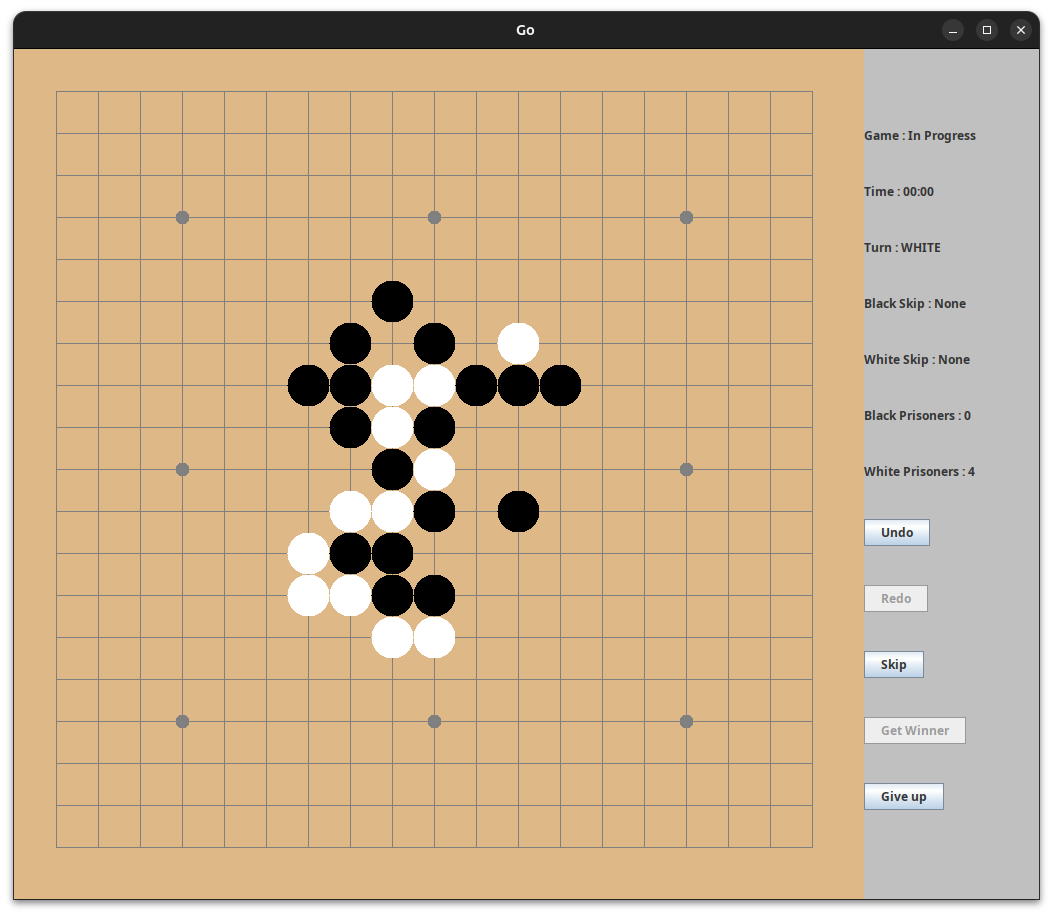 Go
Game : In Progress
Time : 00:00
Turn : WHITE
Black Skip : None
White Skip : None
Black Prisoners : 0
White Prisoners : 4
Undo
Redo
Skip
Get Winner
Give up